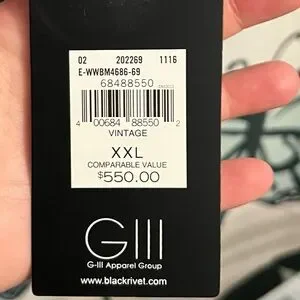 02 202269 1116
E-WWBM4686-69
68488550
4 00684 88550 2
VINTAGE
XXL
COMPARABLE VALUE
$550.00
GIII
G-III Apparel Group
www.blackrivet.com